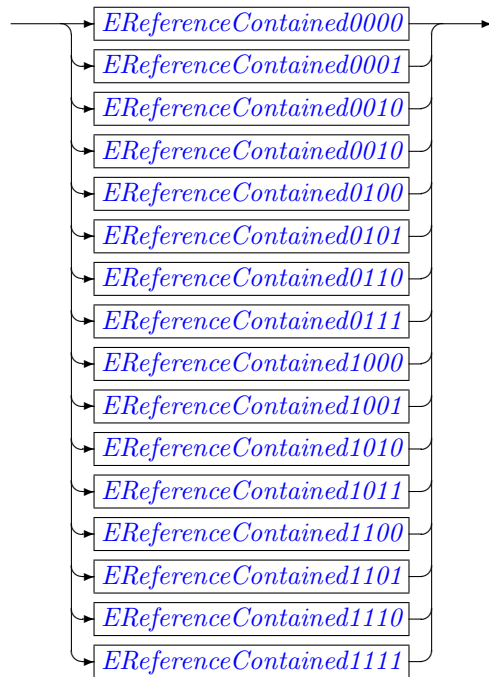 EReferenceContained0000
EReferenceContained0001
EReferenceContained0010
EReferenceContained0010
EReferenceContained0100
EReferenceContained0101
EReferenceContained0110
EReferenceContained0111
EReferenceContained1000
EReferenceContained1001
EReferenceContained1010
EReferenceContained1011
EReferenceContained1100
EReferenceContained1101
EReferenceContained1110
EReferenceContained1111